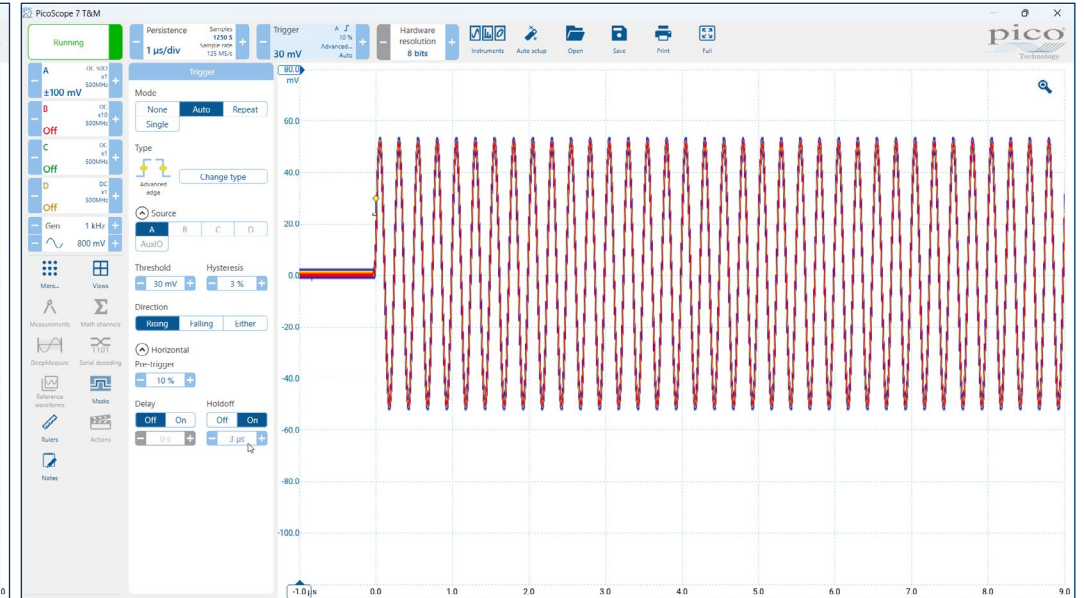 PicoScope 7 T&M
Running
Persistence
1 µs/div
Samples
1250 S
Sample rate
125 MS/s
Trigger
30 mV
A
10 %
Advanced...
Auto
Hardware
resolution
8 bits
Instruments
Auto setup
Open
Save
Print
Full
pico
Technology
A
DC 50Ω
x1
500MHz
±100 mV
B
DC
x10
500MHz
Off
C
DC
x1
500MHz
Off
D
DC
x1
500MHz
Off
Gen
1 kHz
800 mV
More...
Views
Measurements
Math channels
DeepMeasure
Serial decoding
Reference
waveforms
Masks
Rulers
Actions
Notes
Trigger
Mode
None
Auto
Repeat
Single
Type
Advanced
edge
Change type
Source
A
B
C
D
AuxIO
Threshold
Hysteresis
30 mV
3 %
Direction
Rising
Falling
Either
Horizontal
Pre-trigger
10 %
Delay
Holdoff
Off
On
Off
On
0 s
3 µs
80.0
mV
60.0
40.0
20.0
0.0
-20.0
-40.0
-60.0
-80.0
-100.0
-1.0 µs
0.0
1.0
2.0
3.0
4.0
5.0
6.0
7.0
8.0
9.0